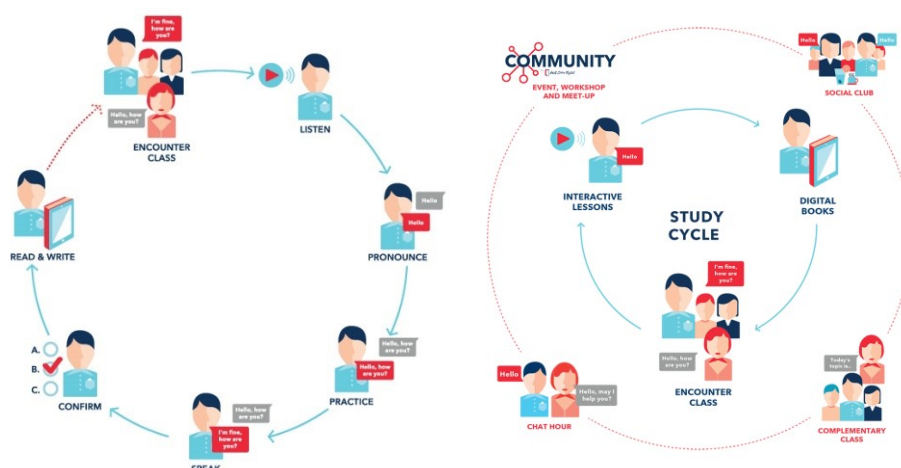 I'm fine,
how are
you?
Hello, how
are you?
ENCOUNTER
CLASS
LISTEN
Hello
Hello
PRONOUNCE
Hello, how
are you?
Hello, how
are you?
PRACTICE
Hello, how
are you?
I'm fine,
how are
you?
SPEAK
A.
B.
C.
CONFIRM
READ & WRITE
COMMUNITY
EVENT, WORKSHOP
AND MEET-UP
Hello
Hello
SOCIAL CLUB
Hello
INTERACTIVE
LESSONS
DIGITAL
BOOKS
STUDY
CYCLE
I'm fine,
how are
you?
Hello, how
are you?
ENCOUNTER
CLASS
Hello
Hello, may I
help you?
CHAT HOUR
Today's
topic is...
COMPLEMENTARY
CLASS